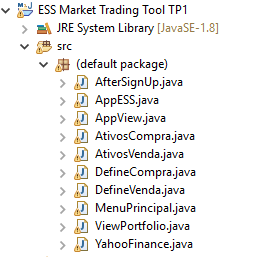 ESS Market Trading Tool TP1
JRE System Library [JavaSE-1.8]
src
(default package)
AfterSignUp.java
AppESS.java
AppView.java
AtivosCompra.java
AtivosVenda.java
DefineCompra.java
DefineVenda.java
MenuPrincipal.java
ViewPortfolio.java
YahooFinance.java